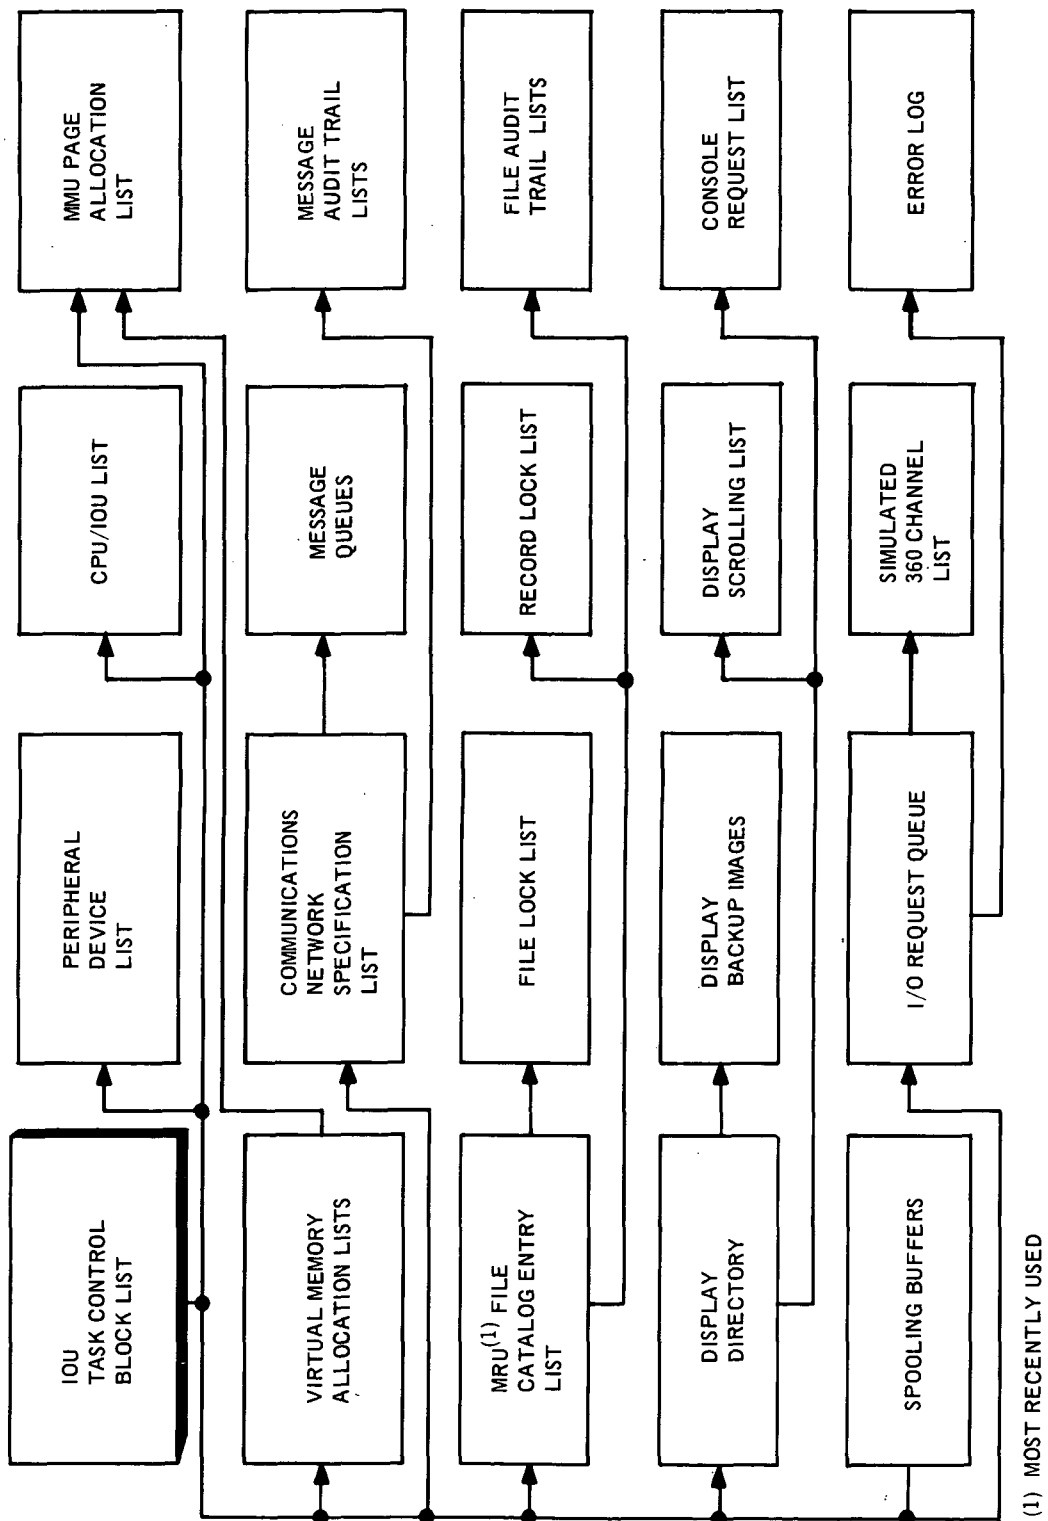 IOU
TASK CONTROL
BLOCK LIST
PERIPHERAL
DEVICE
LIST
CPU/IOU LIST
MMU PAGE
ALLOCATION
LIST
VIRTUAL MEMORY
ALLOCATION LISTS
COMMUNICATIONS
NETWORK
SPECIFICATION
LIST
MESSAGE
QUEUES
MESSAGE
AUDIT TRAIL
LISTS
MRU(1) FILE
CATALOG ENTRY
LIST
FILE LOCK LIST
RECORD LOCK LIST
FILE AUDIT
TRAIL LISTS
DISPLAY
DIRECTORY
DISPLAY
BACKUP IMAGES
DISPLAY
SCROLLING LIST
CONSOLE
REQUEST LIST
SPOOLING BUFFERS
I/O REQUEST QUEUE
SIMULATED
360 CHANNEL
LIST
ERROR LOG
(1) MOST RECENTLY USED